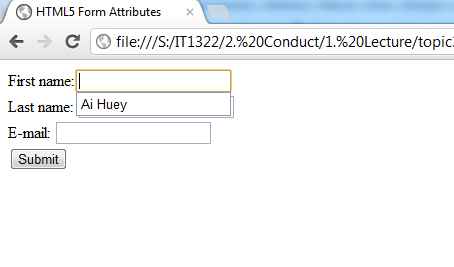 HTML5 Form Attributes
file:///S:/IT1322/2.%20Conduct/1.%20Lecture/topic
First name:
Last name: Ai Huey
E-mail:
Submit